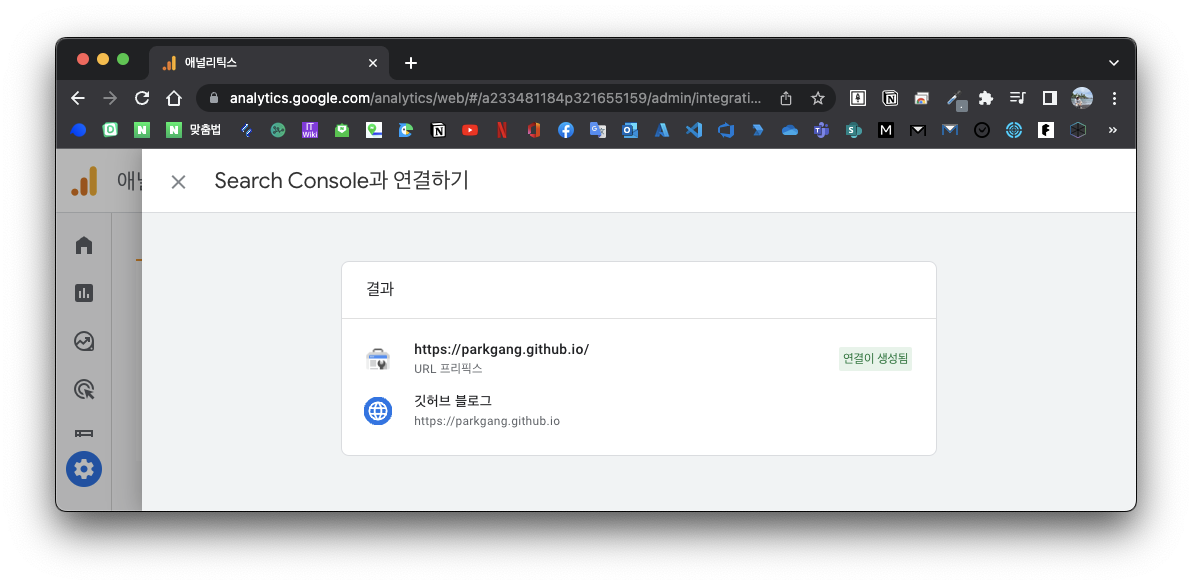 애널리틱스
analytics.google.com/analytics/web/#/a233481184p321655159/admin/integrati...
맞춤법
IT
Wiki
애널
Search Console과 연결하기
결과
https://parkgang.github.io/
URL 프리픽스
연결이 생성됨
깃허브 블로그
https://parkgang.github.io